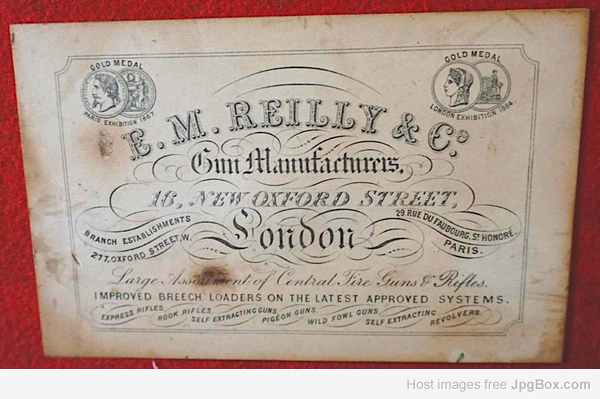 GOLD MEDAL
PARIS EXHIBITION 1867
GOLD MEDAL
LONDON EXHIBITION 1884
E. M. REILLY & Co.
Gun Manufacturers,
16, NEW OXFORD STREET,
London
BRANCH ESTABLISHMENTS
277, OXFORD STREET, W.
29 RUE DU FAUBOURG, St HONORÉ
PARIS.
Large Assortment of Central Fire Guns & Rifles.
IMPROVED BREECH LOADERS ON THE LATEST APPROVED SYSTEMS.
EXPRESS RIFLES, ROOK RIFLES, SELF EXTRACTING GUNS, PIGEON GUNS, WILD FOWL GUNS, SELF EXTRACTING REVOLVERS.
Host images free JpgBox.com